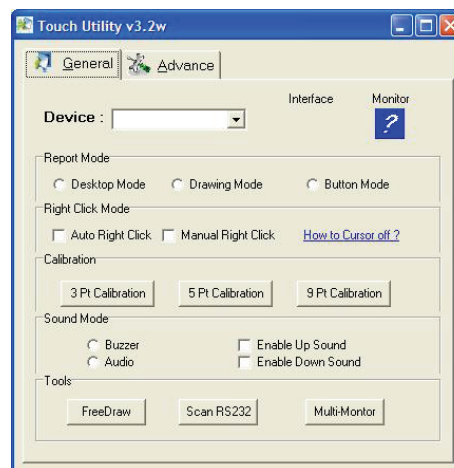 Touch Utility v3.2w
General Advance
Interface Monitor
Device :
?
Report Mode
Desktop Mode Drawing Mode Button Mode
Right Click Mode
Auto Right Click Manual Right Click How to Cursor off ?
Calibration
3 Pt Calibration 5 Pt Calibration 9 Pt Calibration
Sound Mode
Buzzer Enable Up Sound
Audio Enable Down Sound
Tools
FreeDraw Scan RS232 Multi-Montor